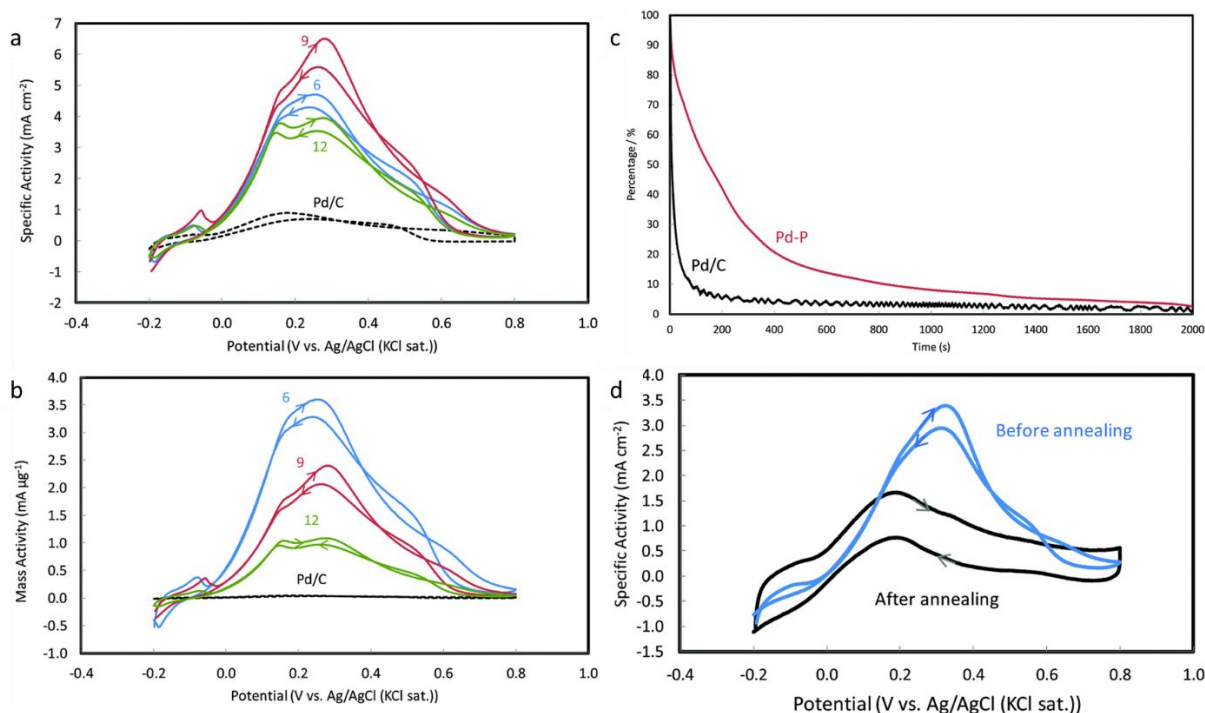 a
Specific Activity (mA cm⁻²)
7
6
5
4
3
2
1
0
-1
-2
9
6
12
Pd/C
-0.4 -0.2 0.0 0.2 0.4 0.6 0.8 1.0
Potential (V vs. Ag/AgCl (KCl sat.))
c
Percentage / %
100
90
80
70
60
50
40
30
20
10
0
Pd-P
Pd/C
0 200 400 600 800 1000 1200 1400 1600 1800 2000
Time (s)
b
Mass Activity (mA µg⁻¹)
4.0
3.5
3.0
2.5
2.0
1.5
1.0
0.5
0.0
-0.5
-1.0
6
9
12
Pd/C
-0.4 -0.2 0.0 0.2 0.4 0.6 0.8 1.0
Potential (V vs. Ag/AgCl (KCl sat.))
d
Specific Activity (mA cm⁻²)
4.0
3.5
3.0
2.5
2.0
1.5
1.0
0.5
0.0
-0.5
-1.0
-1.5
Before annealing
After annealing
-0.4 -0.2 0.0 0.2 0.4 0.6 0.8 1.0
Potential (V vs. Ag/AgCl (KCl sat.))